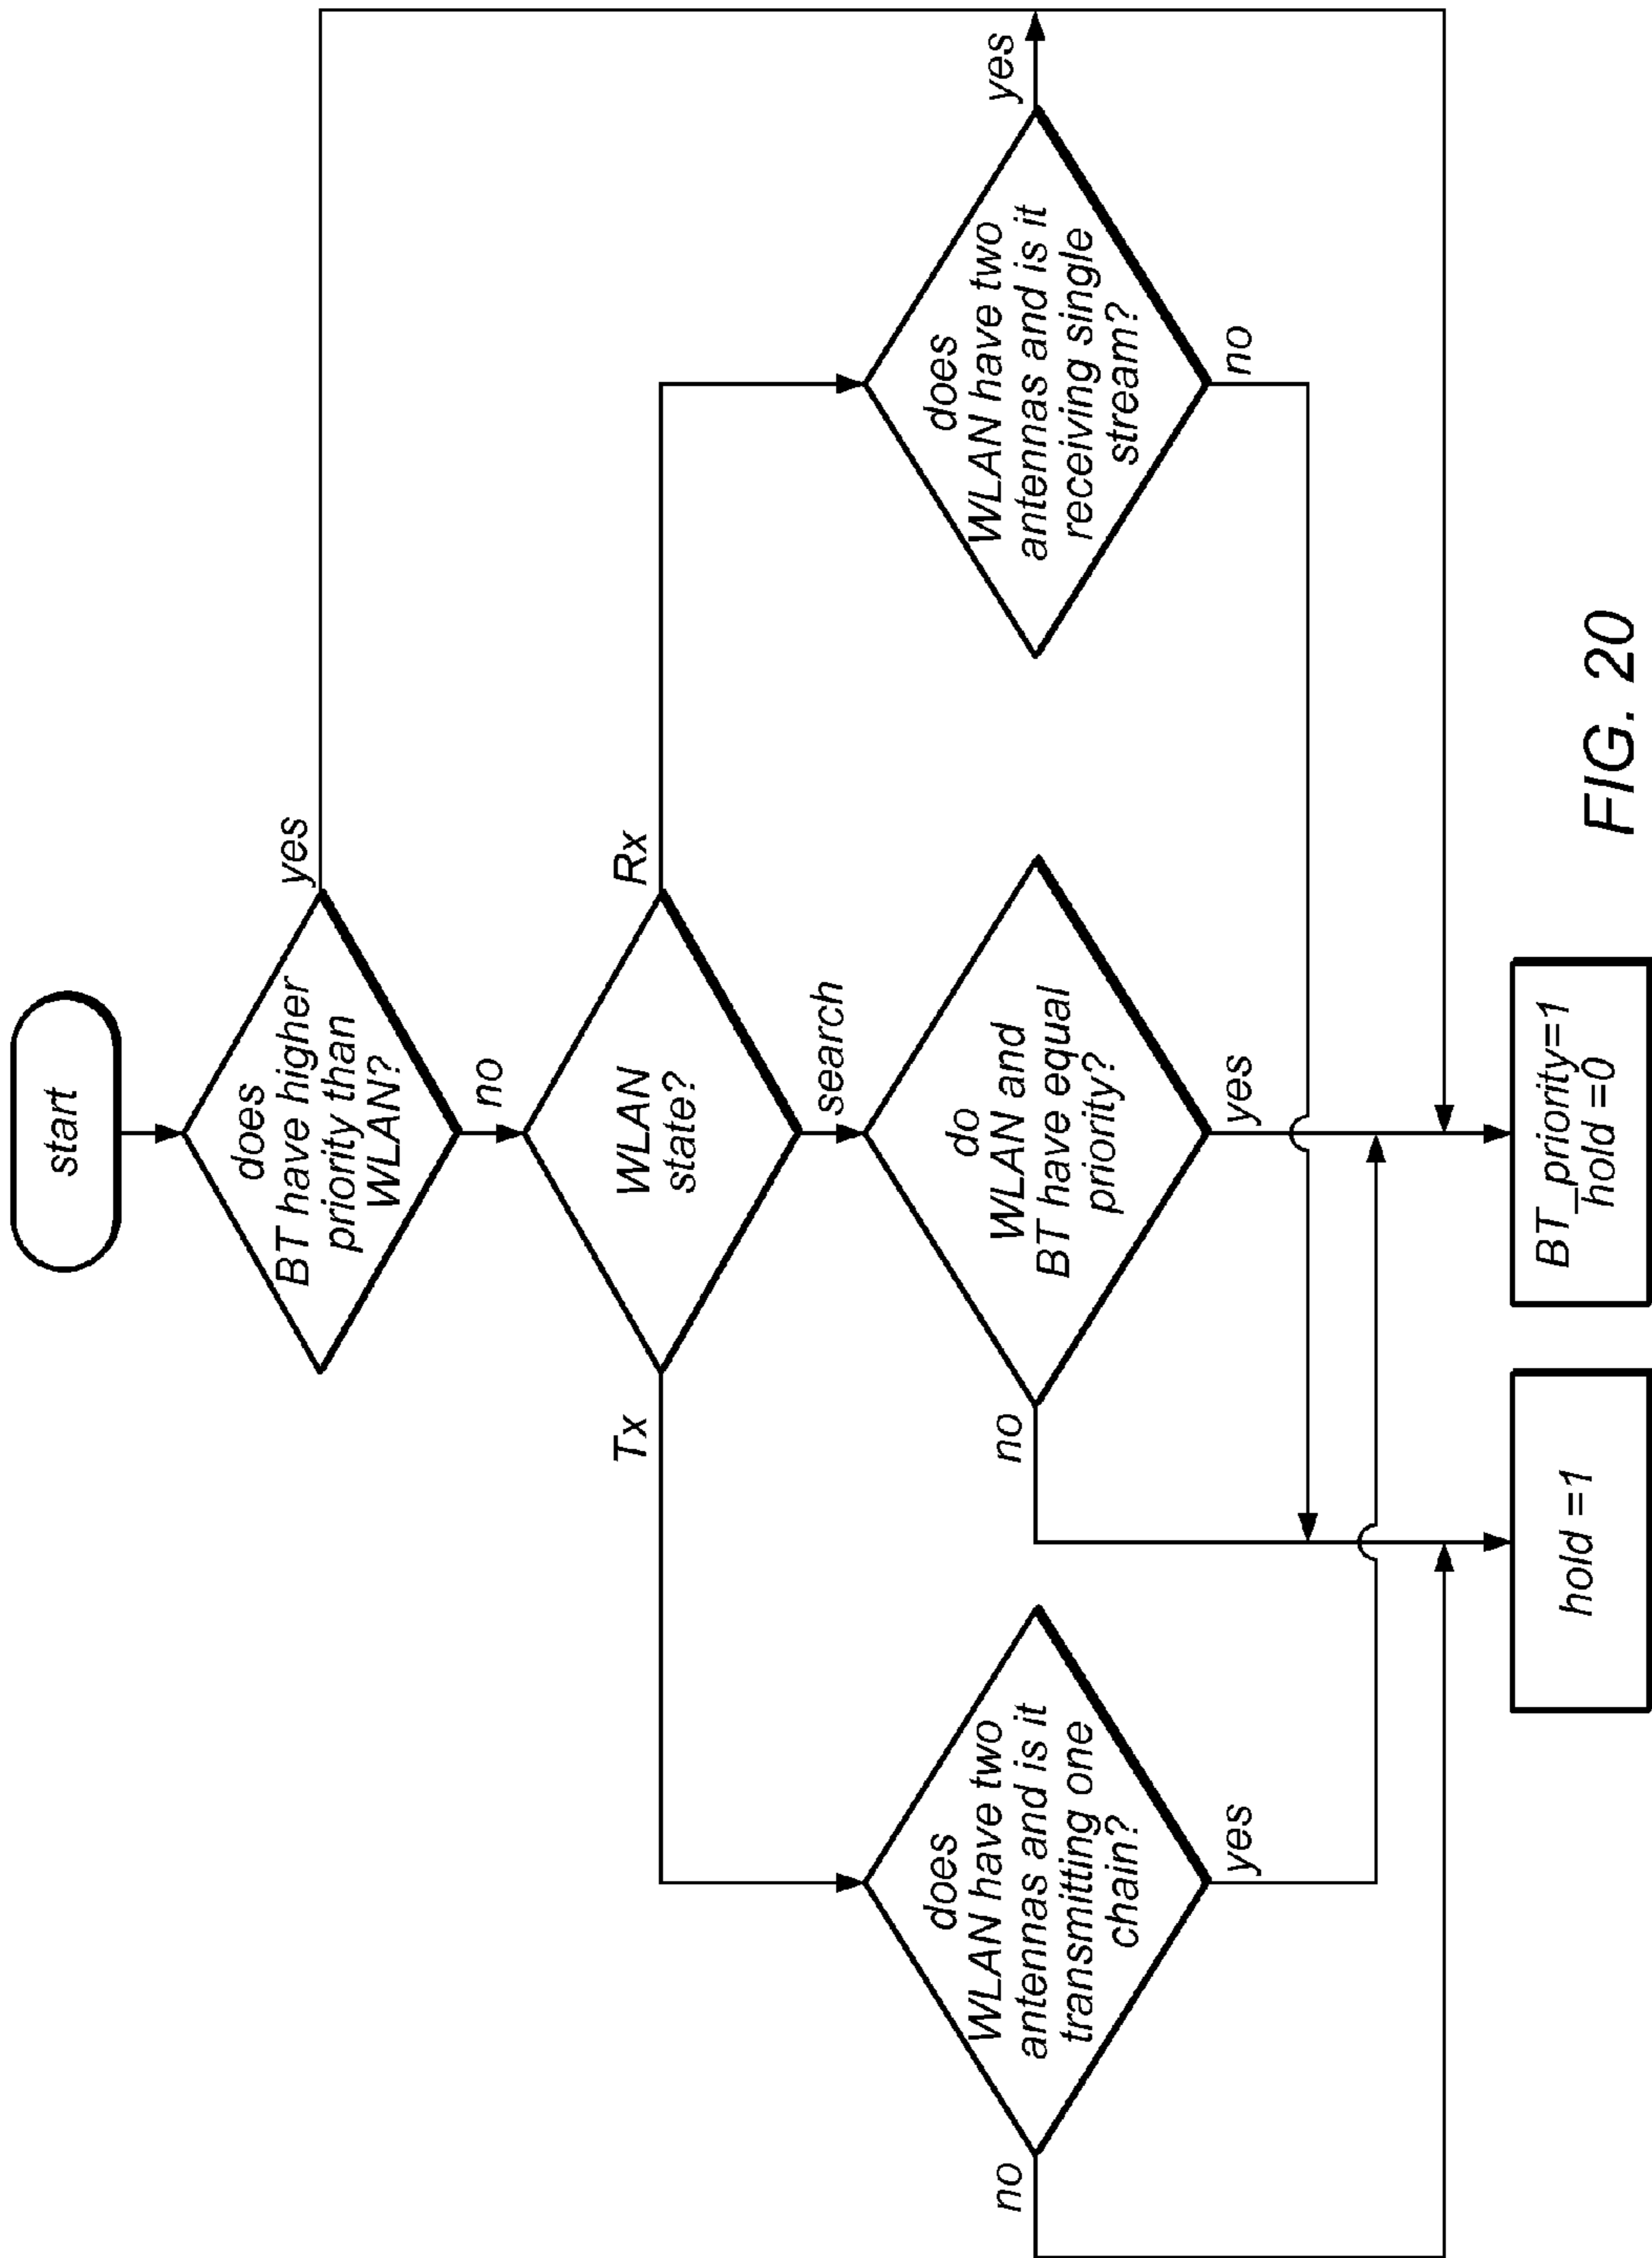 start
does
BT have higher
priority than
WLAN?
yes
no
WLAN
state?
Tx
Rx
search
does
WLAN have two
antennas and is it
transmitting one
chain?
no
yes
do
WLAN and
BT have equal
priority?
no
yes
does
WLAN have two
antennas and is it
receiving single
stream?
yes
no
hold =1
BT_priority=1
hold =0
FIG. 20